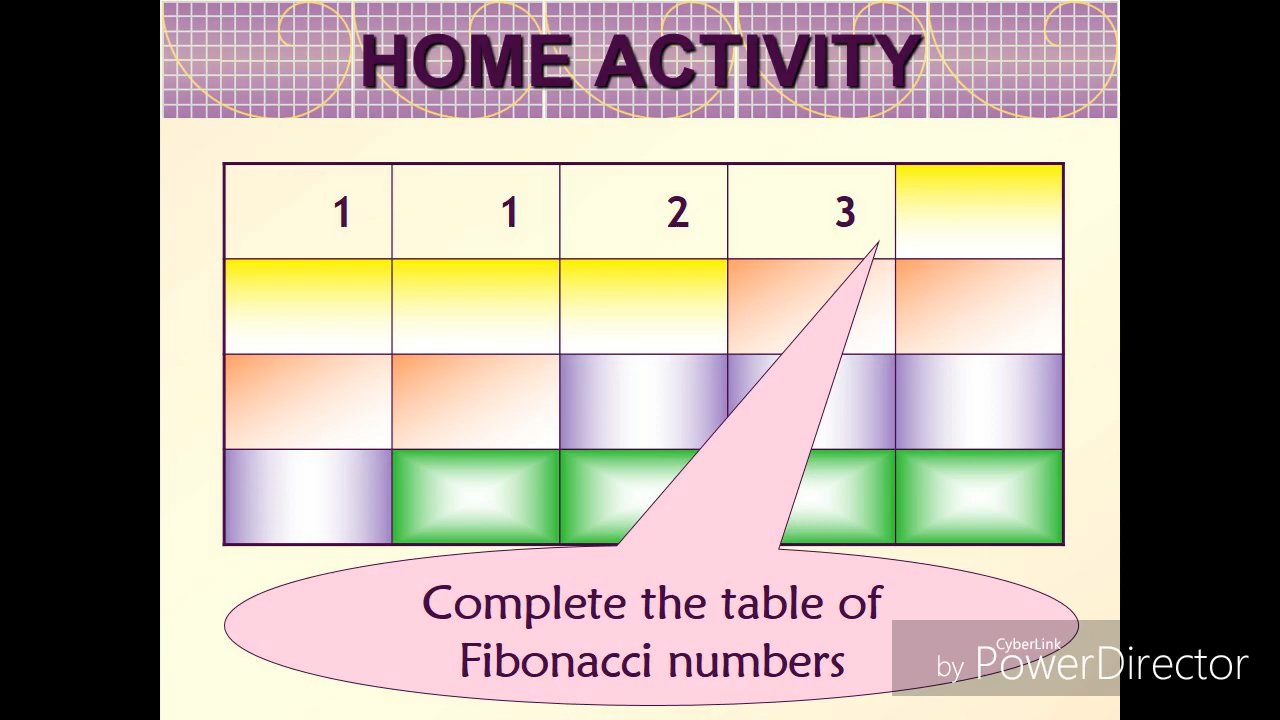 HOME ACTIVITY
1 1 2 3
Complete the table of
Fibonacci numbers
CyberLink
by PowerDirector